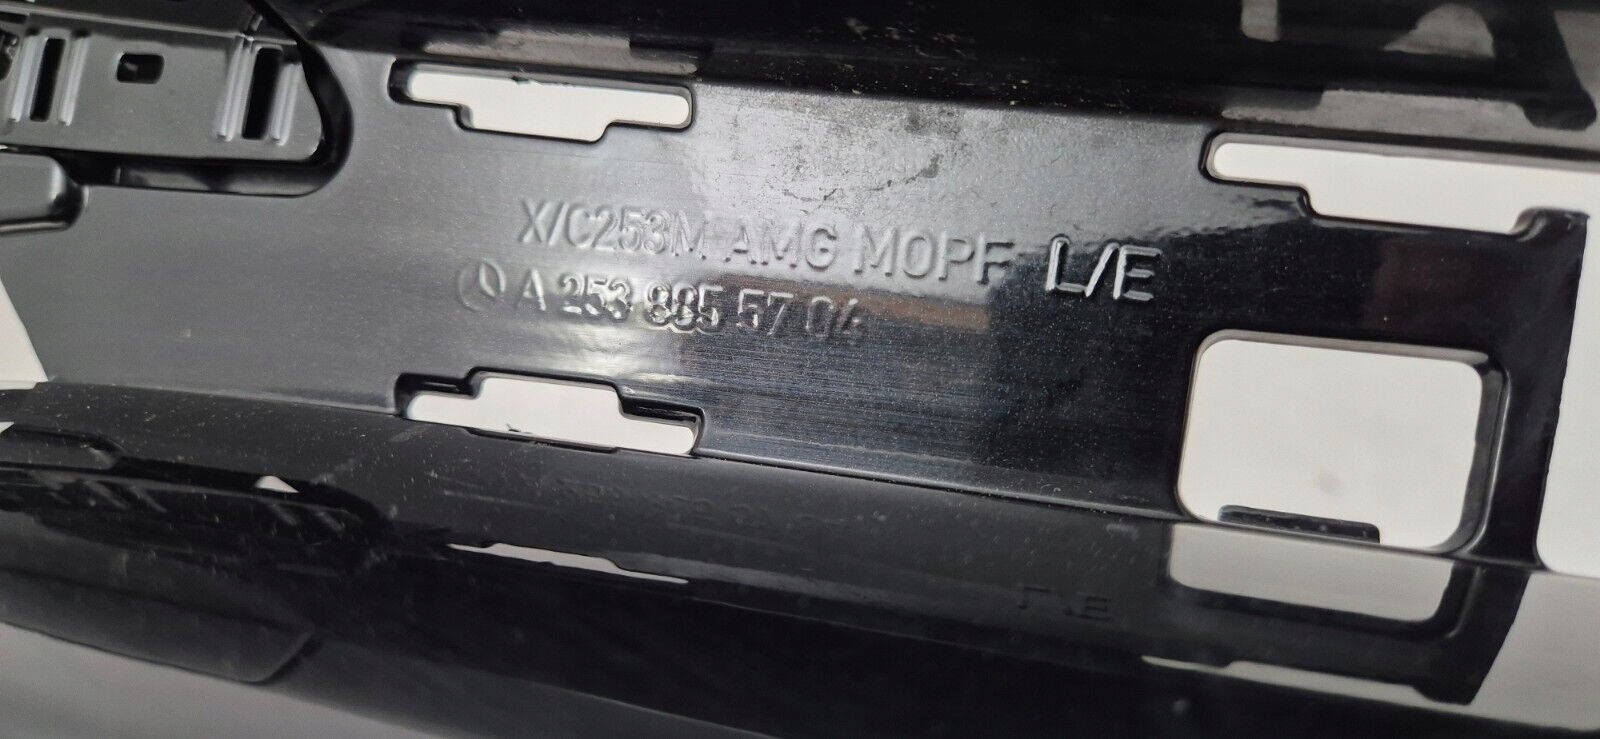 X/C253M AMG MOPF L/E
A 253 885 57 04